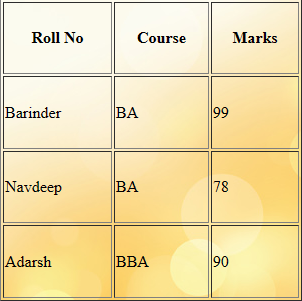 Roll No Course Marks
Barinder BA 99
Navdeep BA 78
Adarsh BBA 90